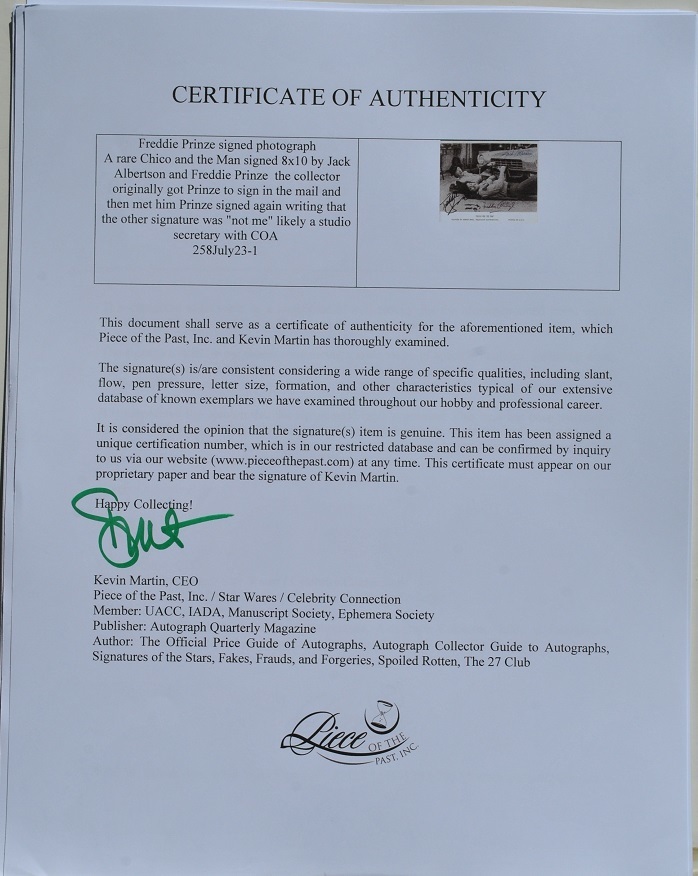 CERTIFICATE OF AUTHENTICITY
Freddie Prinze signed photograph
A rare Chico and the Man signed 8x10 by Jack
Albertson and Freddie Prinze the collector
originally got Prinze to sign in the mail and
then met him Prinze signed again writing that
the other signature was "not me" likely a studio
secretary with COA
258July23-1
This document shall serve as a certificate of authenticity for the aforementioned item, which
Piece of the Past, Inc. and Kevin Martin has thoroughly examined.
The signature(s) is/are consistent considering a wide range of specific qualities, including slant,
flow, pen pressure, letter size, formation, and other characteristics typical of our extensive
database of known exemplars we have examined throughout our hobby and professional career.
It is considered the opinion that the signature(s) item is genuine. This item has been assigned a
unique certification number, which is in our restricted database and can be confirmed by inquiry
to us via our website (www.pieceofthepast.com) at any time. This certificate must appear on our
proprietary paper and bear the signature of Kevin Martin.
Happy Collecting!
Kevin Martin, CEO
Piece of the Past, Inc. / Star Wares / Celebrity Connection
Member: UACC, IADA, Manuscript Society, Ephemera Society
Publisher: Autograph Quarterly Magazine
Author: The Official Price Guide of Autographs, Autograph Collector Guide to Autographs,
Signatures of the Stars, Fakes, Frauds, and Forgeries, Spoiled Rotten, The 27 Club
Piece
OF THE
PAST, INC.